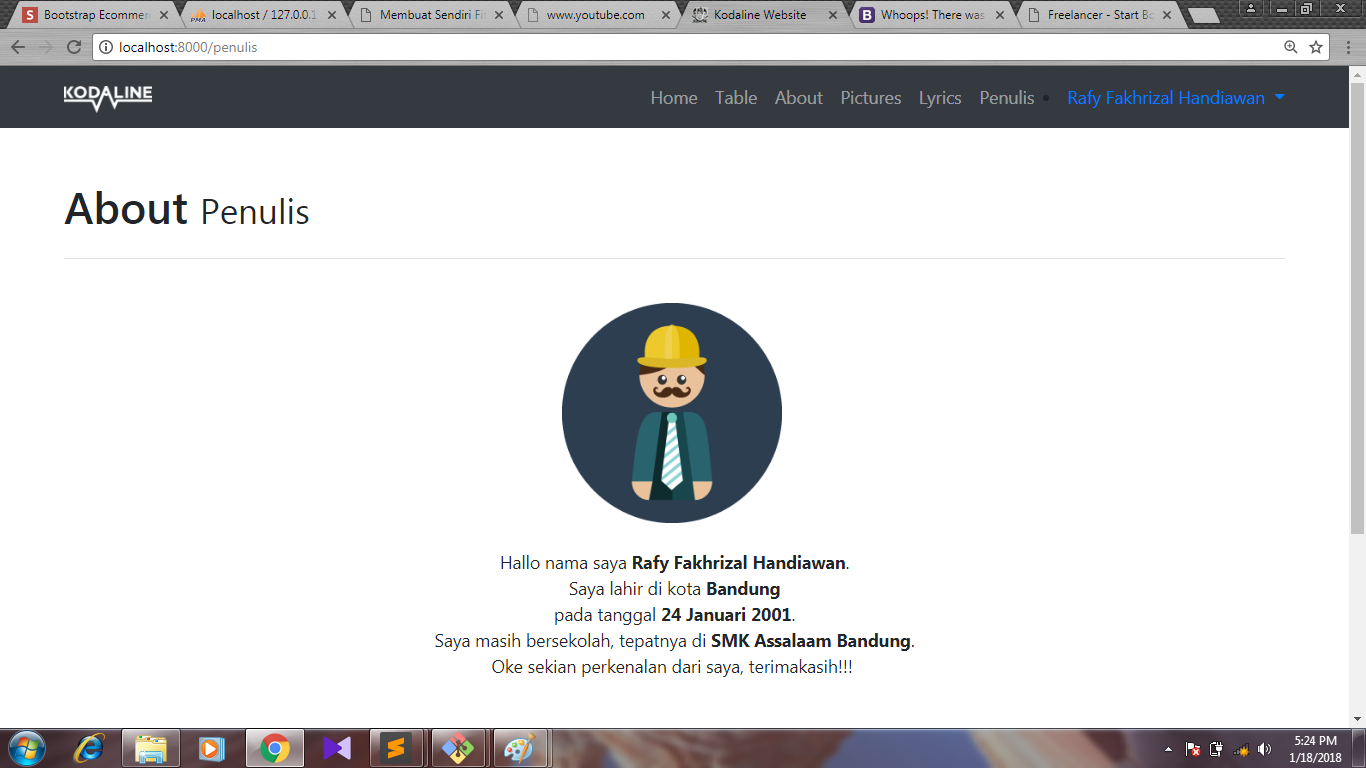 Bootstrap Ecommer
localhost / 127.0.0.1
Membuat Sendiri Fi
www.youtube.com
Kodaline Website
Whoops! There was
Freelancer - Start Bo
localhost:8000/penulis
KODALINE
Home Table About Pictures Lyrics Penulis Rafy Fakhrizal Handiawan
About Penulis
Hallo nama saya Rafy Fakhrizal Handiawan.
Saya lahir di kota Bandung
pada tanggal 24 Januari 2001.
Saya masih bersekolah, tepatnya di SMK Assalaam Bandung.
Oke sekian perkenalan dari saya, terimakasih!!!
5:24 PM
1/18/2018